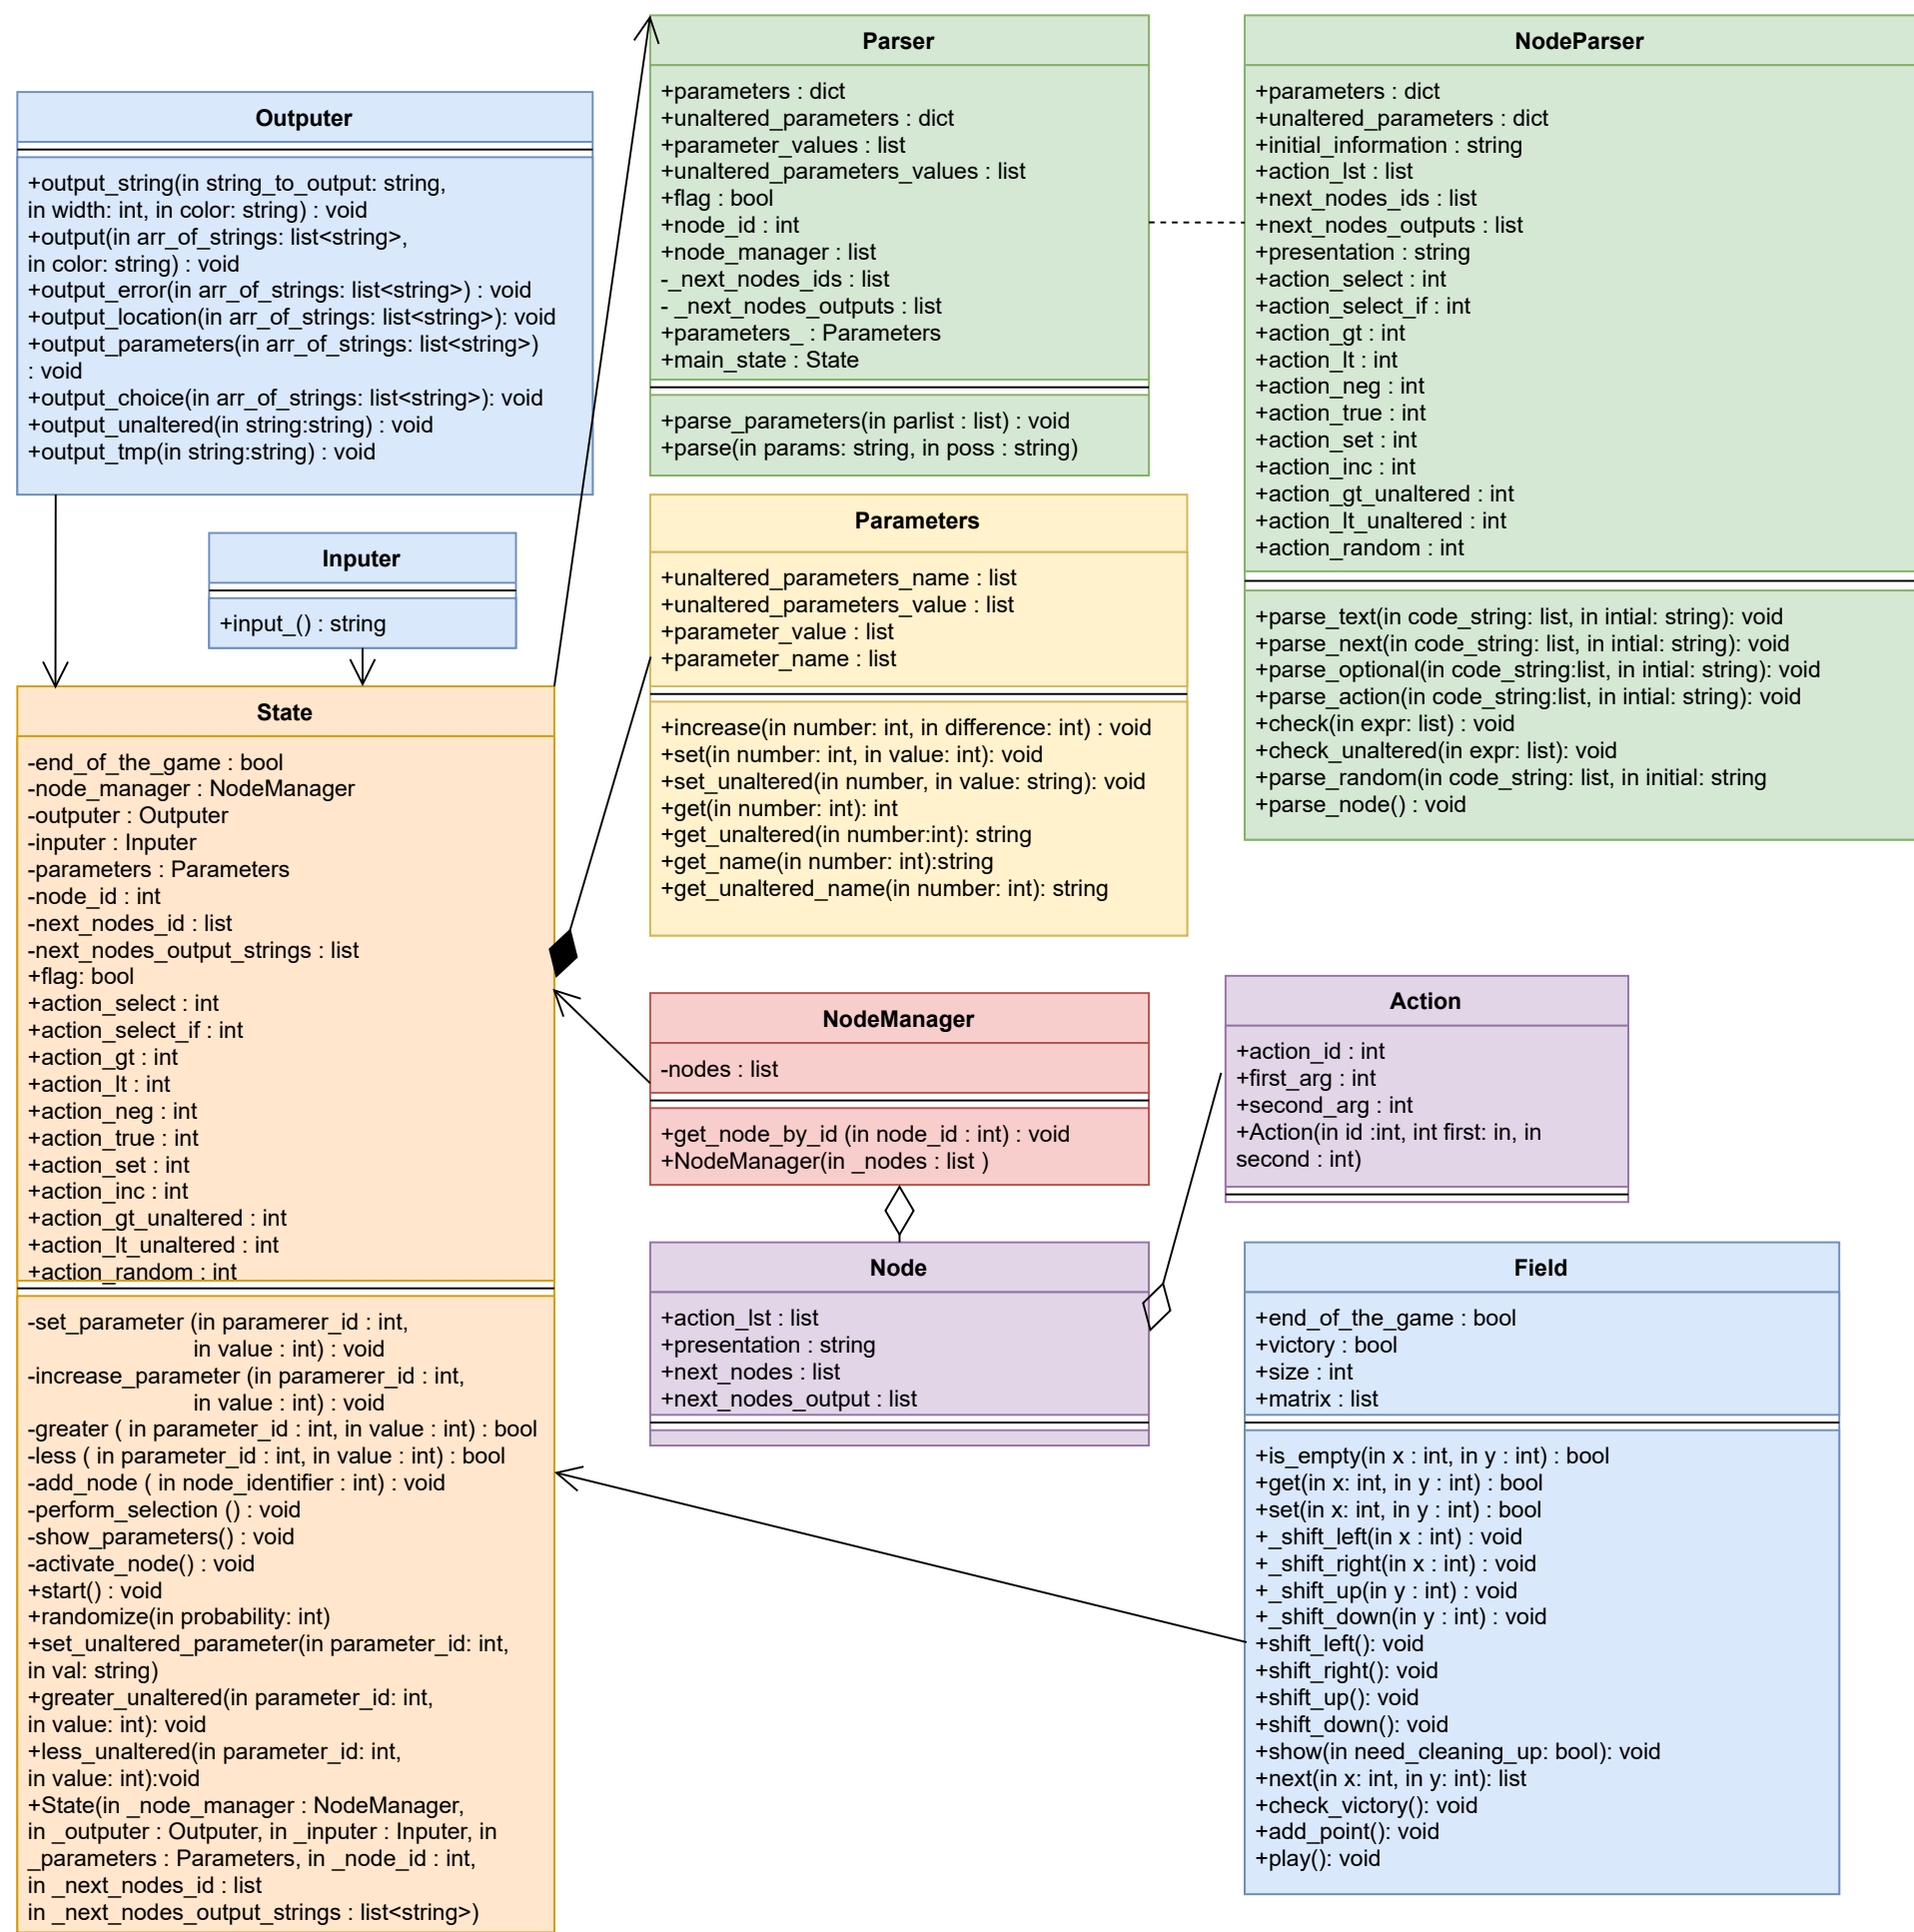 Outputer
+output_string(in string_to_output: string,
in width: int, in color: string) : void
+output(in arr_of_strings: list<string>,
in color: string) : void
+output_error(in arr_of_strings: list<string>) : void
+output_location(in arr_of_strings: list<string>): void
+output_parameters(in arr_of_strings: list<string>)
: void
+output_choice(in arr_of_strings: list<string>): void
+output_unaltered(in string:string) : void
+output_tmp(in string:string) : void
Inputer
+input_() : string
State
-end_of_the_game : bool
-node_manager : NodeManager
-outputer : Outputer
-inputer : Inputer
-parameters : Parameters
-node_id : int
-next_nodes_id : list
-next_nodes_output_strings : list
+flag: bool
+action_select : int
+action_select_if : int
+action_gt : int
+action_lt : int
+action_neg : int
+action_true : int
+action_set : int
+action_inc : int
+action_gt_unaltered : int
+action_lt_unaltered : int
+action_random : int
-set_parameter (in paramerer_id : int,
in value : int) : void
-increase_parameter (in paramerer_id : int,
in value : int) : void
-greater ( in parameter_id : int, in value : int) : bool
-less ( in parameter_id : int, in value : int) : bool
-add_node ( in node_identifier : int) : void
-perform_selection () : void
-show_parameters() : void
-activate_node() : void
+start() : void
+randomize(in probability: int)
+set_unaltered_parameter(in parameter_id: int,
in val: string)
+greater_unaltered(in parameter_id: int,
in value: int): void
+less_unaltered(in parameter_id: int,
in value: int):void
+State(in _node_manager : NodeManager,
in _outputer : Outputer, in _inputer : Inputer, in
_parameters : Parameters, in _node_id : int,
in _next_nodes_id : list
in _next_nodes_output_strings : list<string>)
Parser
+parameters : dict
+unaltered_parameters : dict
+parameter_values : list
+unaltered_parameters_values : list
+flag : bool
+node_id : int
+node_manager : list
-_next_nodes_ids : list
- _next_nodes_outputs : list
+parameters_ : Parameters
+main_state : State
+parse_parameters(in parlist : list) : void
+parse(in params: string, in poss : string)
Parameters
+unaltered_parameters_name : list
+unaltered_parameters_value : list
+parameter_value : list
+parameter_name : list
+increase(in number: int, in difference: int) : void
+set(in number: int, in value: int): void
+set_unaltered(in number, in value: string): void
+get(in number: int): int
+get_unaltered(in number:int): string
+get_name(in number: int):string
+get_unaltered_name(in number: int): string
NodeManager
-nodes : list
+get_node_by_id (in node_id : int) : void
+NodeManager(in _nodes : list )
Node
+action_lst : list
+presentation : string
+next_nodes : list
+next_nodes_output : list
NodeParser
+parameters : dict
+unaltered_parameters : dict
+initial_information : string
+action_lst : list
+next_nodes_ids : list
+next_nodes_outputs : list
+presentation : string
+action_select : int
+action_select_if : int
+action_gt : int
+action_lt : int
+action_neg : int
+action_true : int
+action_set : int
+action_inc : int
+action_gt_unaltered : int
+action_lt_unaltered : int
+action_random : int
+parse_text(in code_string: list, in intial: string): void
+parse_next(in code_string: list, in intial: string): void
+parse_optional(in code_string:list, in intial: string): void
+parse_action(in code_string:list, in intial: string): void
+check(in expr: list) : void
+check_unaltered(in expr: list): void
+parse_random(in code_string: list, in initial: string
+parse_node() : void
Action
+action_id : int
+first_arg : int
+second_arg : int
+Action(in id :int, int first: in, in
second : int)
Field
+end_of_the_game : bool
+victory : bool
+size : int
+matrix : list
+is_empty(in x : int, in y : int) : bool
+get(in x: int, in y : int) : bool
+set(in x: int, in y : int) : bool
+_shift_left(in x : int) : void
+_shift_right(in x : int) : void
+_shift_up(in y : int) : void
+_shift_down(in y : int) : void
+shift_left(): void
+shift_right(): void
+shift_up(): void
+shift_down(): void
+show(in need_cleaning_up: bool): void
+next(in x: int, in y: int): list
+check_victory(): void
+add_point(): void
+play(): void